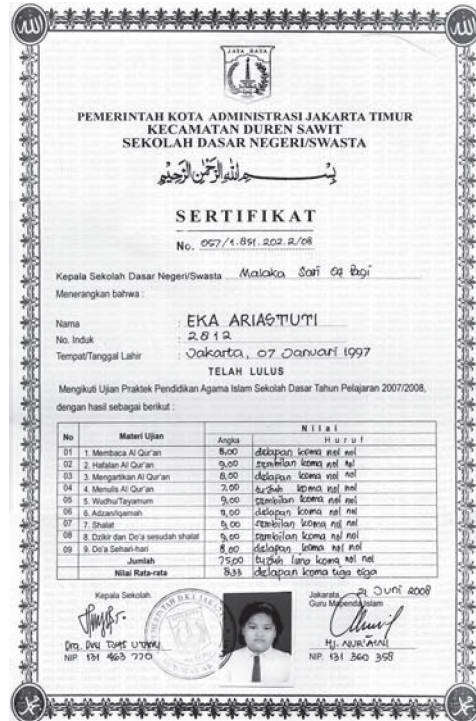 JAYA RAYA
PEMERINTAH KOTA ADMINISTRASI JAKARTA TIMUR
KECAMATAN DUREN SAWIT
SEKOLAH DASAR NEGERI/SWASTA
بِسْــــــمِ اللهِ الرَّحْمٰنِ الرَّحِيْمِ
SERTIFIKAT
No. 057/1.851.202.2/08
Kepala Sekolah Dasar Negeri/Swasta Malaka Sari 09 Pagi
Menerangkan bahwa :
Nama : EKA ARIASTUTI
No. Induk : 2812
Tempat/Tanggal Lahir : Jakarta, 07 Januari 1997
TELAH LULUS
Mengikuti Ujian Praktek Pendidikan Agama Islam Sekolah Dasar Tahun Pelajaran 2007/2008,
dengan hasil sebagai berikut :
No Materi Ujian Nilai
Angka Huruf
01 1. Membaca Al Qur'an 8,00 delapan koma nol nol
02 2. Hafalan Al Qur'an 9,00 sembilan koma nol nol
03 3. Mengartikan Al Qur'an 8,00 delapan koma nol nol
04 4. Menulis Al Qur'an 7,00 tujuh koma nol nol
05 5. Wudhu/Tayamum 9,00 sembilan koma nol nol
06 6. Adzan/Iqamah 8,00 delapan koma nol nol
07 7. Shalat 9,00 sembilan koma nol nol
08 8. Dzikir dan Do'a sesudah shalat 9,00 sembilan koma nol nol
09 9. Do'a Sehari-hari 8,00 delapan koma nol nol
Jumlah 75,00 tujuh lima koma nol nol
Nilai Rata-rata 8,33 delapan koma tiga tiga
Jakarata, 21 Juni 2008
Kepala Sekolah Guru Mapenda Islam
NIP. 131 463 770
Hj. NUR'AENI
NIP. 131 360 358